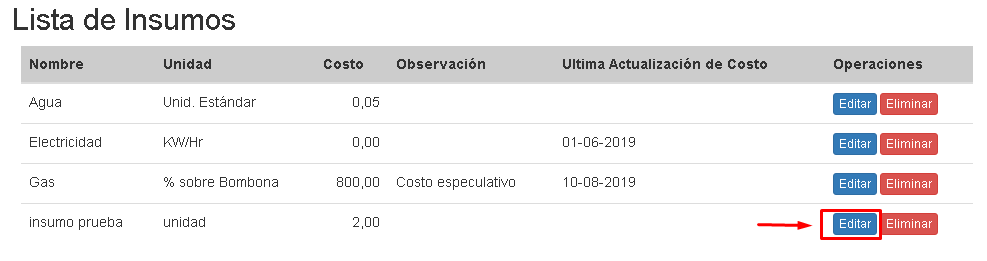 Lista de Insumos
Nombre Unidad Costo Observación Ultima Actualización de Costo Operaciones
Agua Unid. Estándar 0,05 Editar Eliminar
Electricidad KW/Hr 0,00 01-06-2019 Editar Eliminar
Gas % sobre Bombona 800,00 Costo especulativo 10-08-2019 Editar Eliminar
insumo prueba unidad 2,00 Editar Eliminar